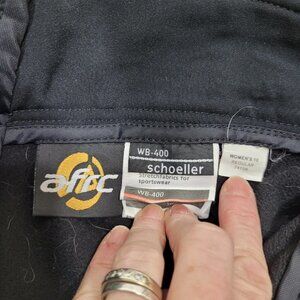 afrc
WB-400
schoeller
stretchfabrics for
sportswear
WB-400
WOMEN'S 10
REGULAR